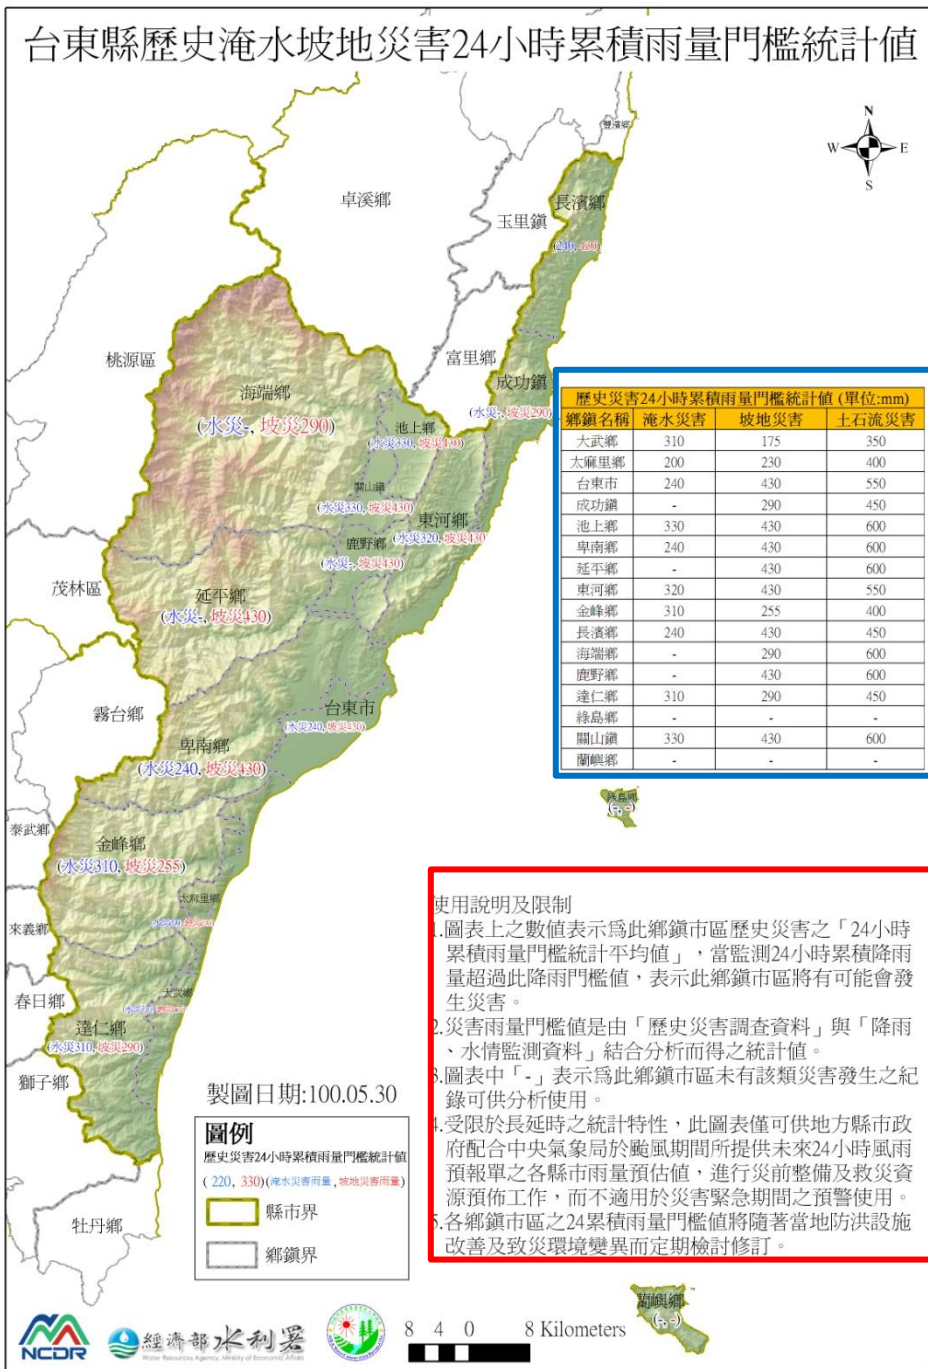 台東縣歷史淹水坡地災害24小時累積雨量門檻統計值
豐濱鄉
N
W E
S
卓溪鄉
玉里鎮
長濱鄉
(240, 430)
富里鄉
桃源區
成功鎮
(水災-, 坡災290)
海端鄉
(水災-, 坡災290)
池上鄉
(水災330, 坡災430)
關山鎮
(水災330, 坡災430)
東河鄉
(水災320, 坡災430)
鹿野鄉
(水災-, 坡災430)
茂林區
延平鄉
(水災-, 坡災430)
霧台鄉
台東市
(水災240, 坡災430)
卑南鄉
(水災240, 坡災430)
泰武鄉
金峰鄉
(水災310, 坡災255)
太麻里鄉
來義鄉
大武鄉
春日鄉
達仁鄉
(水災310, 坡災290)
獅子鄉
牡丹鄉
綠島鄉
(-, -)
蘭嶼鄉
(-, -)
歷史災害24小時累積雨量門檻統計值 (單位:mm)
鄉鎮名稱 淹水災害 坡地災害 土石流災害
大武鄉 310 175 350
太麻里鄉 200 230 400
台東市 240 430 550
成功鎮 - 290 450
池上鄉 330 430 600
卑南鄉 240 430 600
延平鄉 - 430 600
東河鄉 320 430 550
金峰鄉 310 255 400
長濱鄉 240 430 450
海端鄉 - 290 600
鹿野鄉 - 430 600
達仁鄉 310 290 450
綠島鄉 - - -
關山鎮 330 430 600
蘭嶼鄉 - - -
使用說明及限制
1.圖表上之數值表示為此鄉鎮市區歷史災害之「24小時
累積雨量門檻統計平均值」，當監測24小時累積降雨
量超過此降雨門檻值，表示此鄉鎮市區將有可能會發
生災害。
2.災害雨量門檻值是由「歷史災害調查資料」與「降雨
、水情監測資料」結合分析而得之統計值。
3.圖表中「-」表示為此鄉鎮市區未有該類災害發生之紀
錄可供分析使用。
4.受限於長延時之統計特性，此圖表僅可供地方縣市政
府配合中央氣象局於颱風期間所提供未來24小時風雨
預報單之各縣市雨量預估值，進行災前整備及救災資
源預佈工作，而不適用於災害緊急期間之預警使用。
5.各鄉鎮市區之24累積雨量門檻值將隨著當地防洪設施
改善及致災環境變異而定期檢討修訂。
製圖日期:100.05.30
圖例
歷史災害24小時累積雨量門檻統計值
(220, 330) (淹水災害雨量, 坡地災害雨量)
縣市界
鄉鎮界
NCDR
經濟部水利署
Water Resources Agency, Ministry of Economic Affairs
8 4 0 8 Kilometers